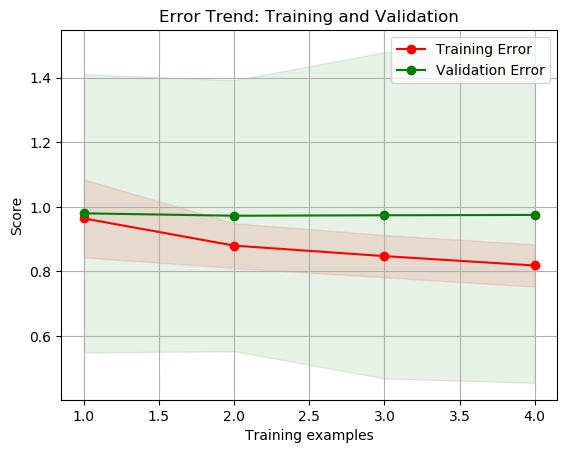 Error Trend: Training and Validation
Training Error
Validation Error
1.4
1.2
1.0
0.8
0.6
Score
1.0
1.5
2.0
2.5
3.0
3.5
4.0
Training examples